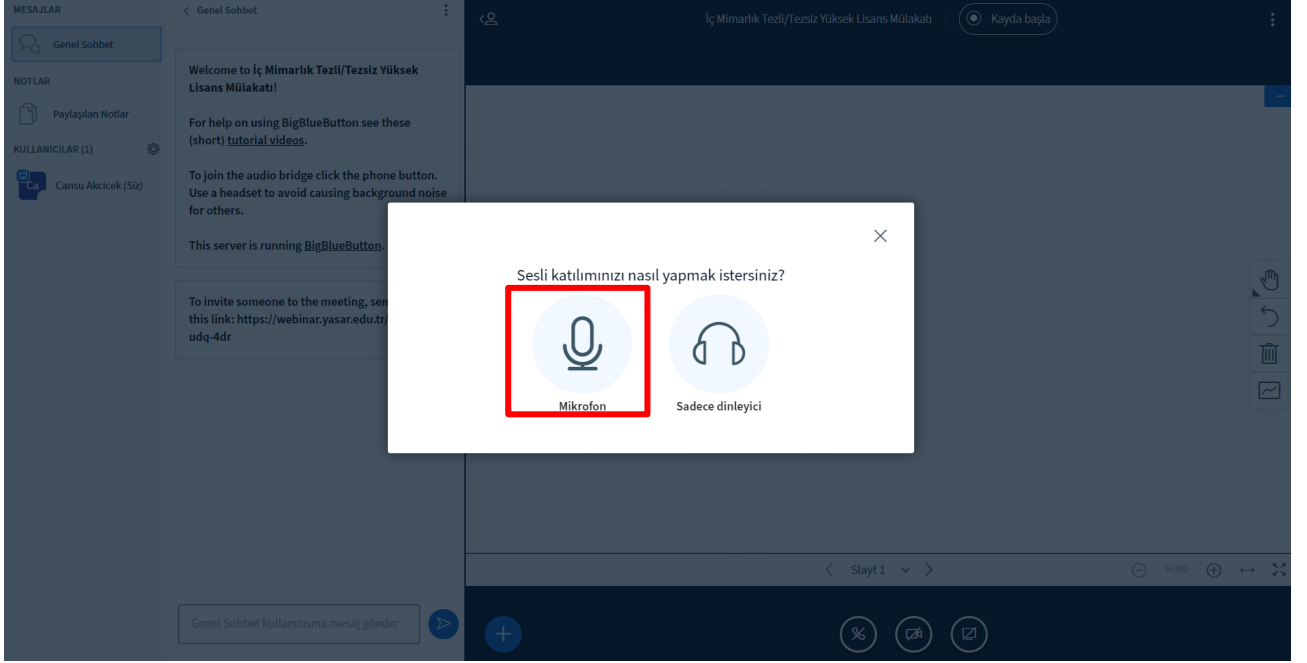 MESAJLAR
Genel Sohbet
NOTLAR
Paylaşılan Notlar
KULLANICILAR (1)
Ca
Cansu Akcicek (Siz)
Genel Sohbet
Welcome to İç Mimarlık Tezli/Tezsiz Yüksek
Lisans Mülakatı!
For help on using BigBlueButton see these
(short) tutorial videos.
To join the audio bridge click the phone button.
Use a headset to avoid causing background noise
for others.
This server is running BigBlueButton.
To invite someone to the meeting, sen
this link: https://webinar.yasar.edu.tr/
udq-4dr
Genel Sohbet kullanıcısına mesaj gönder
İç Mimarlık Tezli/Tezsiz Yüksek Lisans Mülakatı
Kayda başla
Sesli katılımınızı nasıl yapmak istersiniz?
Mikrofon
Sadece dinleyici
Slayt 1
%100